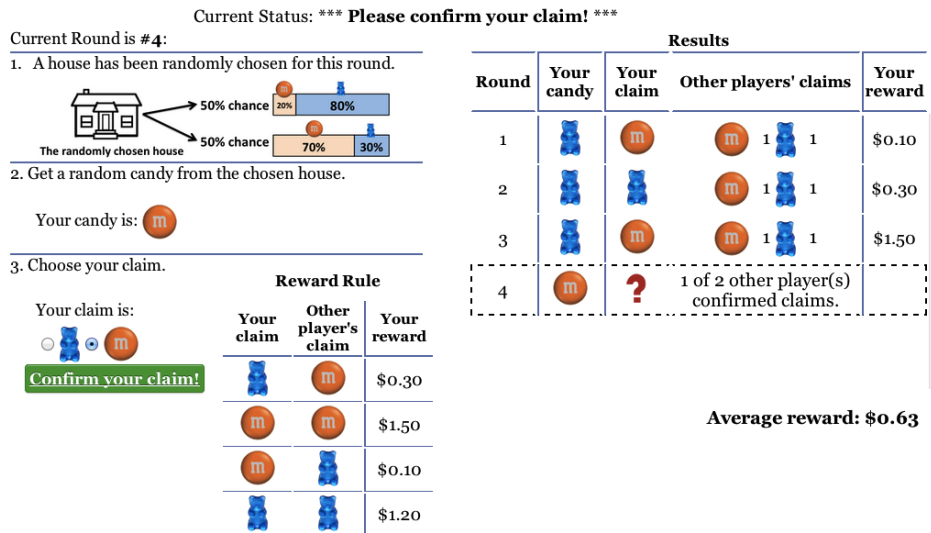 Current Status: *** Please confirm your claim! ***
Current Round is #4:
1. A house has been randomly chosen for this round.
50% chance
m
20%
80%
The randomly chosen house
50% chance
m
70%
30%
2. Get a random candy from the chosen house.
Your candy is: m
3. Choose your claim.
Your claim is:
m
Confirm your claim!
Reward Rule
Your claim
Other player's claim
Your reward
m $0.30
m m $1.50
m $0.10
$1.20
Results
Round
Your candy
Your claim
Other players' claims
Your reward
1 m m 1 1 $0.10
2 m 1 1 $0.30
3 m m 1 1 $1.50
4 m ? 1 of 2 other player(s)
confirmed claims.
Average reward: $0.63